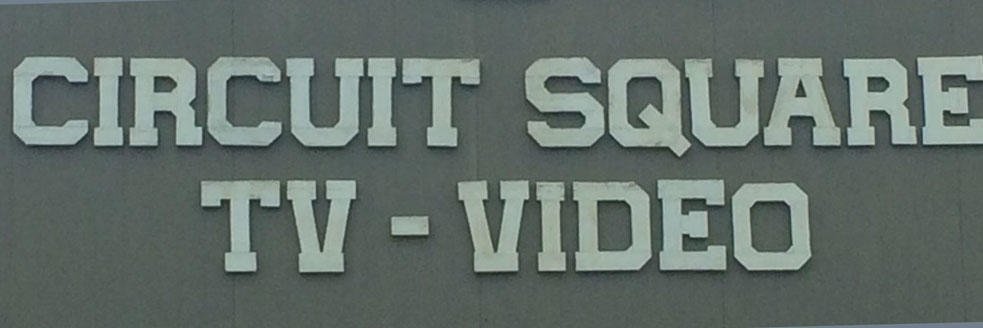 CIRCUIT SQUARE
TV - VIDEO